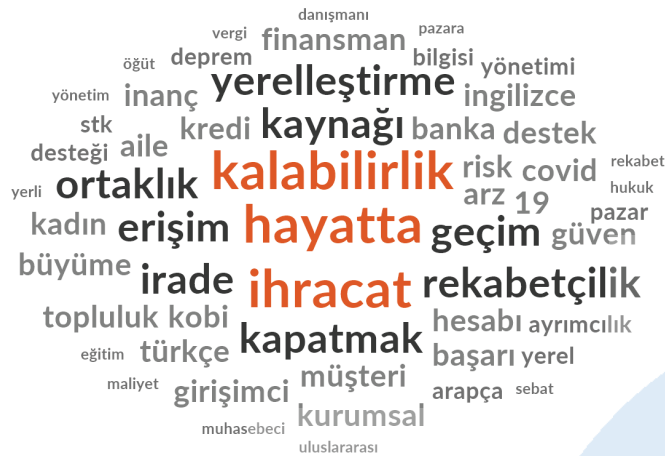 danışmanı
vergi finansman pazara
öğüt deprem bilgisi
yerelleştirme yönetimi
yönetim inanç ingilizce
stk kredi kaynağı banka destek
desteği aile kalabilirlik risk covid rekabet
yerli ortaklık arz 19 hukuk
kadın erişim hayatta geçim güven pazar
büyüme irade ihracat rekabetçilik
topluluk kobi kapatmak hesabı ayrımcılık
eğitim türkçe başarı yerel
maliyet girişimci müşteri arapça sebat
muhasebeci kurumsal
uluslararası